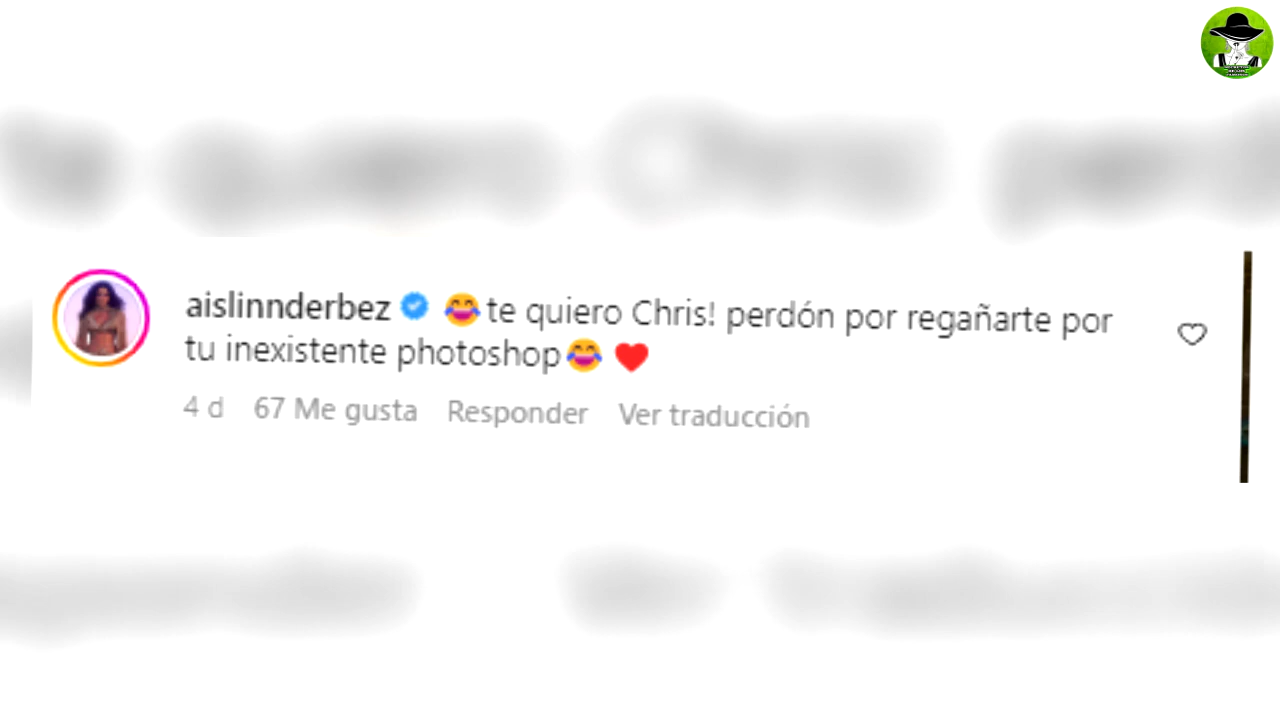 aislinnderbez 😂te quiero Chris! perdón por regañarte por
tu inexistente photoshop😂 ❤️
4 d 67 Me gusta Responder Ver traducción